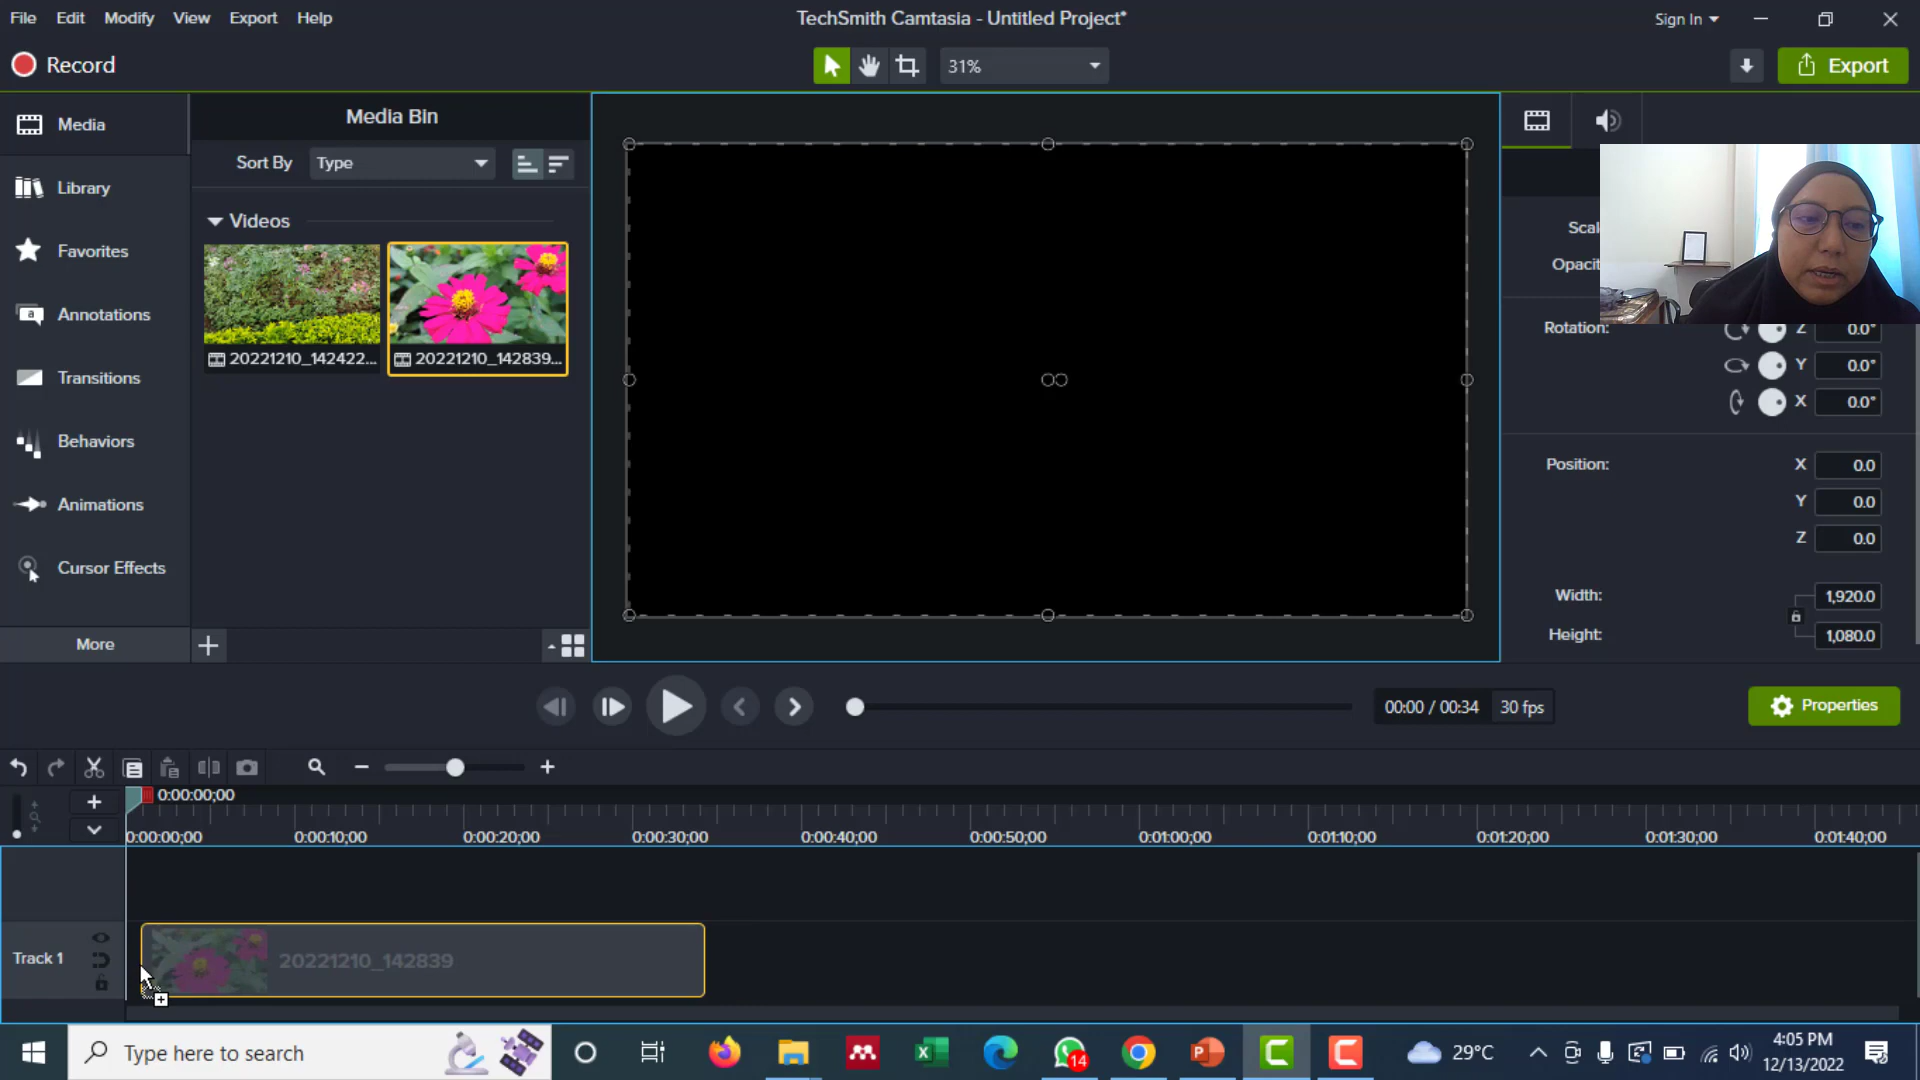 File Edit Modify View Export Help
TechSmith Camtasia - Untitled Project*
Sign In
Record
31%
Export
Media
Library
Favorites
Annotations
Transitions
Behaviors
Animations
Cursor Effects
More
Media Bin
Sort By Type
Videos
20221210_142422... 20221210_142839...
Scal
Opacit
Rotation: Z 0.0°
Y 0.0°
X 0.0°
Position: X 0.0
Y 0.0
Z 0.0
Width: 1,920.0
Height: 1,080.0
00:00 / 00:34 30 fps
Properties
0:00:00;00
0:00:00;00 0:00:10;00 0:00:20;00 0:00:30;00 0:00:40;00 0:00:50;00 0:01:00;00 0:01:10;00 0:01:20;00 0:01:30;00 0:01:40;00
Track 1
20221210_142839
Type here to search
14
29°C
4:05 PM
12/13/2022